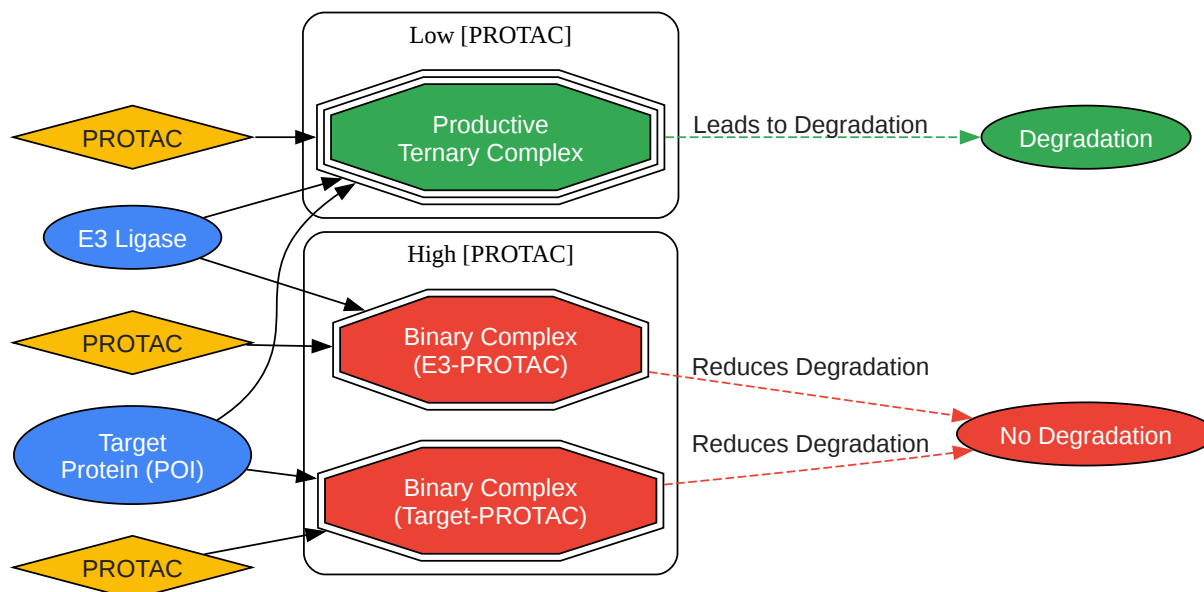 Low [PROTAC]
PROTAC
Productive
Ternary Complex
Leads to Degradation
Degradation
E3 Ligase
High [PROTAC]
PROTAC
Binary Complex
(E3-PROTAC)
Reduces Degradation
Target
Protein (POI)
Reduces Degradation
No Degradation
Binary Complex
(Target-PROTAC)
PROTAC